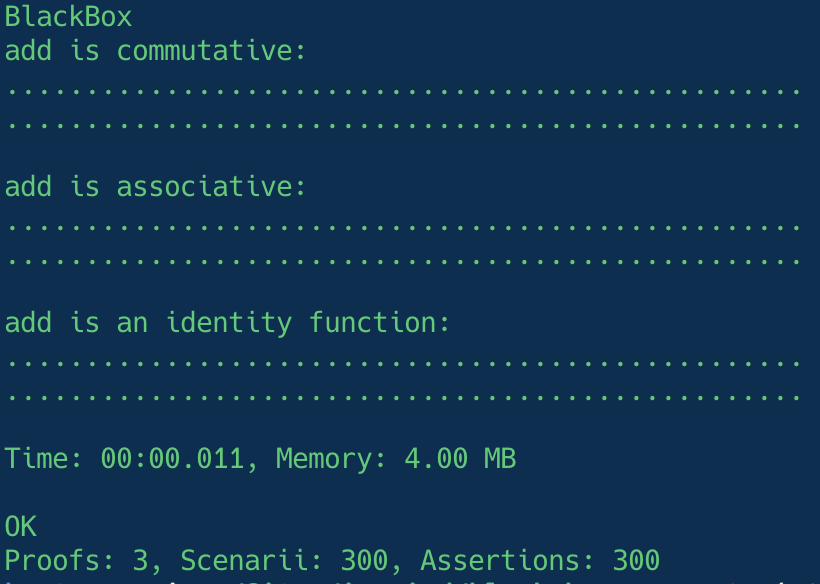 BlackBox
add is commutative:
..................................................
..................................................
add is associative:
..................................................
..................................................
add is an identity function:
..................................................
..................................................
Time: 00:00.011, Memory: 4.00 MB
OK
Proofs: 3, Scenarii: 300, Assertions: 300